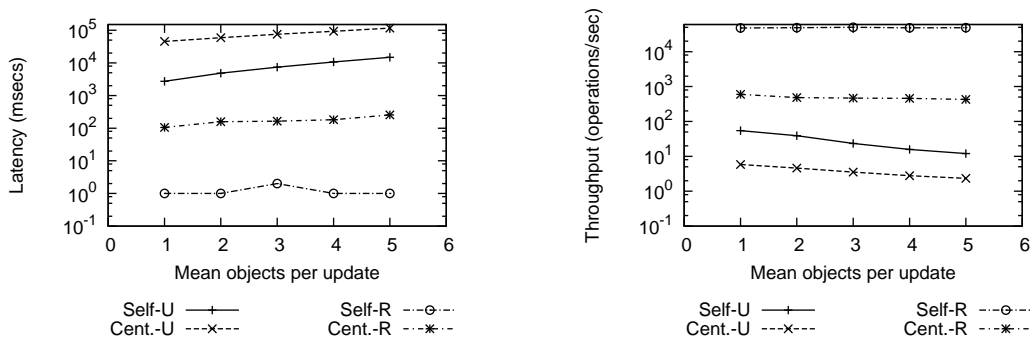 Latency (msecs)
10^5
10^4
10^3
10^2
10^1
10^0
10^-1
0 1 2 3 4 5 6
Mean objects per update
Self-U Self-R
Cent.-U Cent.-R
Throughput (operations/sec)
10^4
10^3
10^2
10^1
10^0
10^-1
0 1 2 3 4 5 6
Mean objects per update
Self-U Self-R
Cent.-U Cent.-R